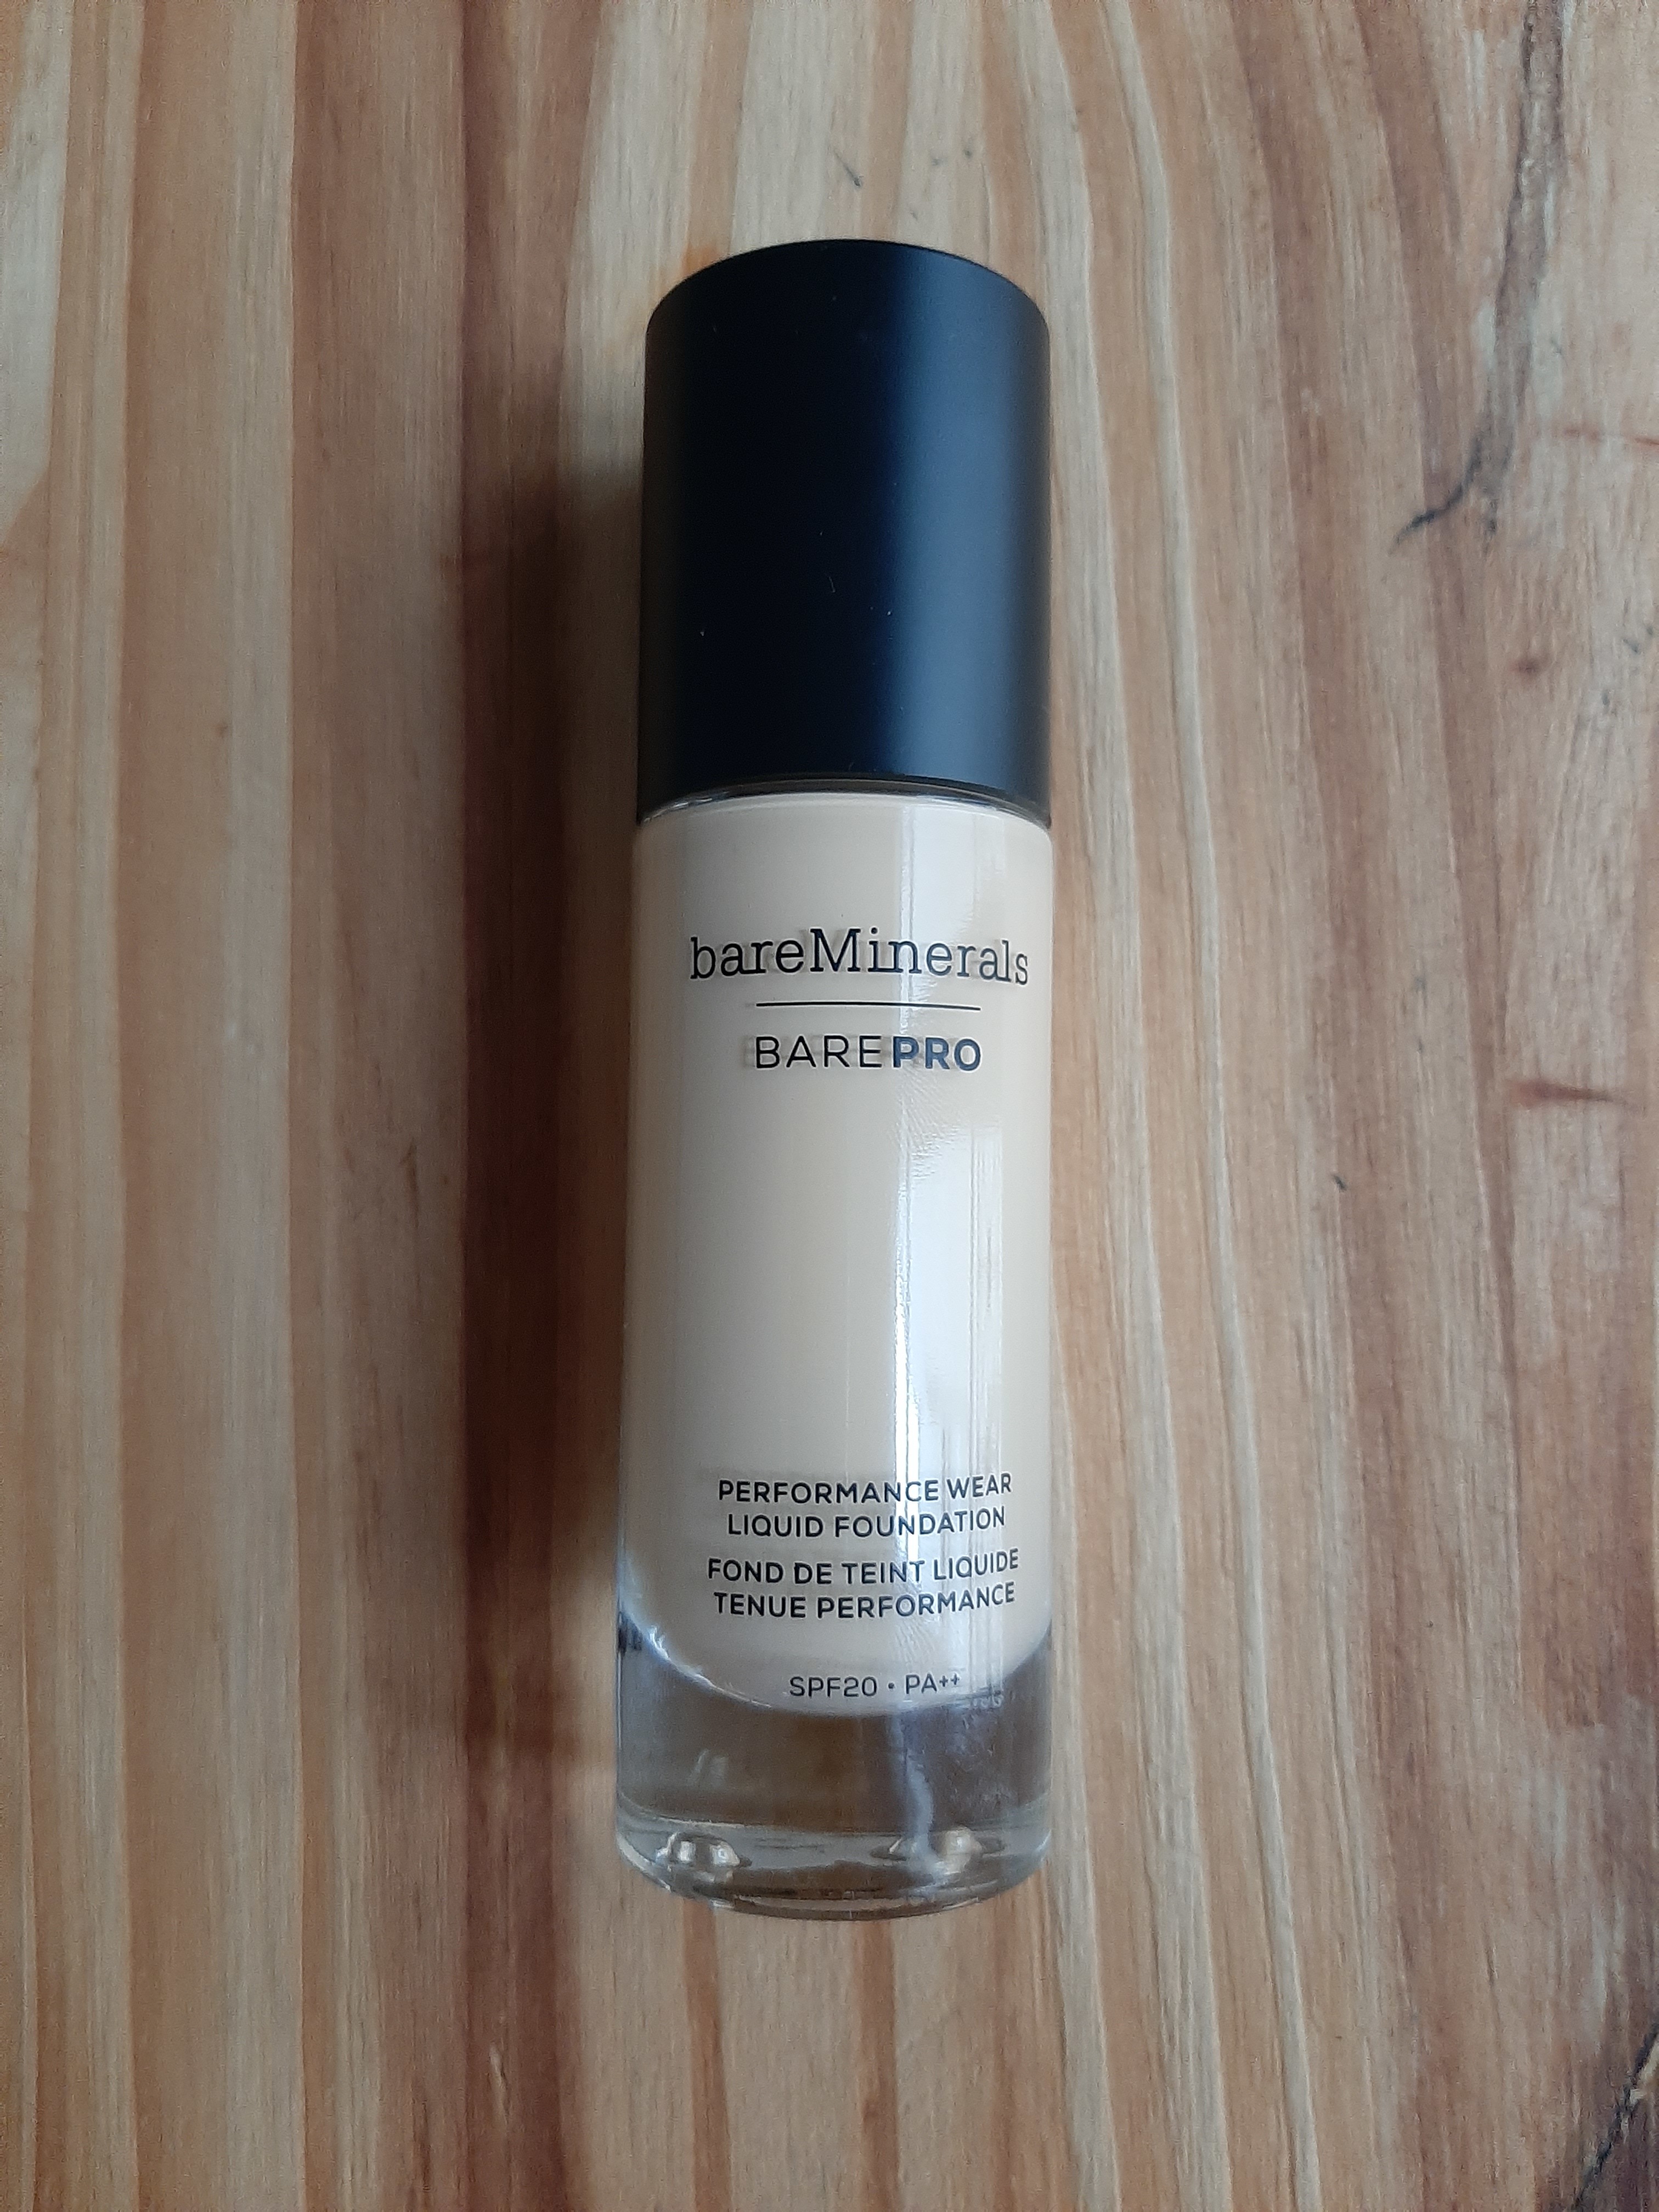 bareMinerals
BAREPRO
PERFORMANCE WEAR
LIQUID FOUNDATION
FOND DE TEINT LIQUIDE
TENUE PERFORMANCE
SPF20 • PA++